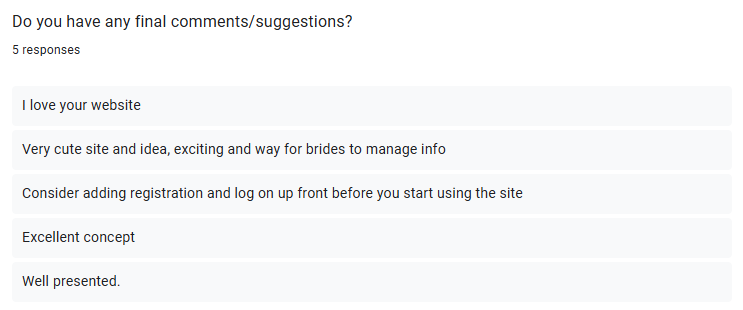 Do you have any final comments/suggestions?
5 responses
I love your website
Very cute site and idea, exciting and way for brides to manage info
Consider adding registration and log on up front before you start using the site
Excellent concept
Well presented.